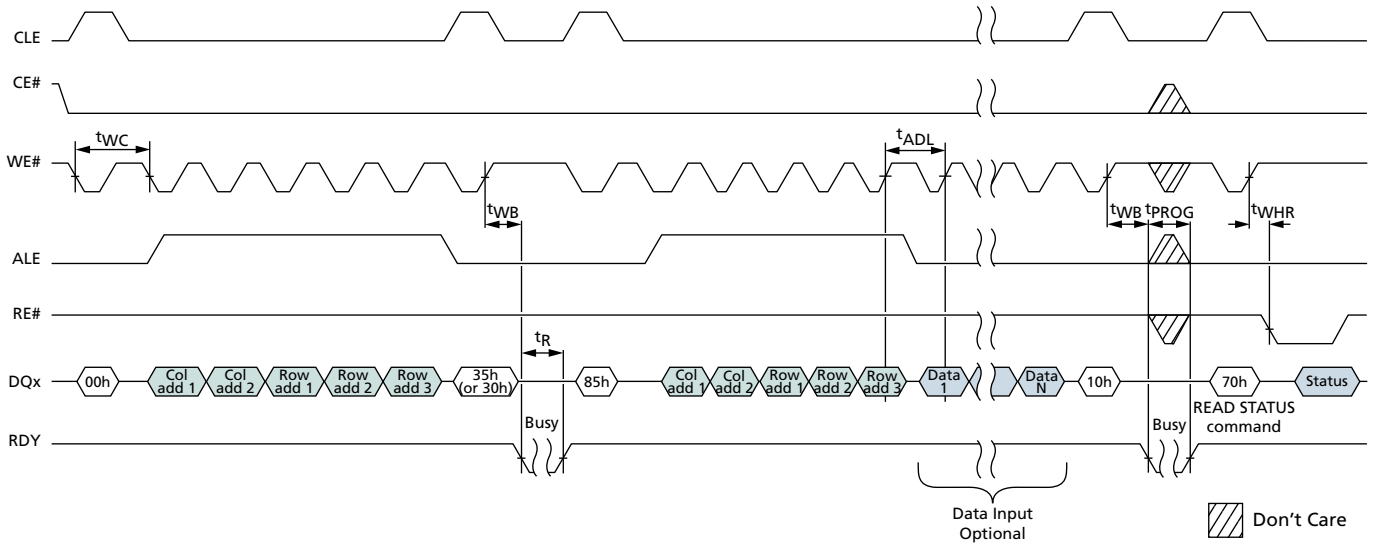 CLE
CE#
tWC
tADL
WE#
tWB
tWB
tPROG
tWHR
ALE
RE#
tR
DQx
00h
Col add 1
Col add 2
Row add 1
Row add 2
Row add 3
35h (or 30h)
85h
Col add 1
Col add 2
Row add 1
Row add 2
Row add 3
Data 1
Data N
10h
70h
Status
READ STATUS
command
Busy
Busy
RDY
Data Input
Optional
Don't Care